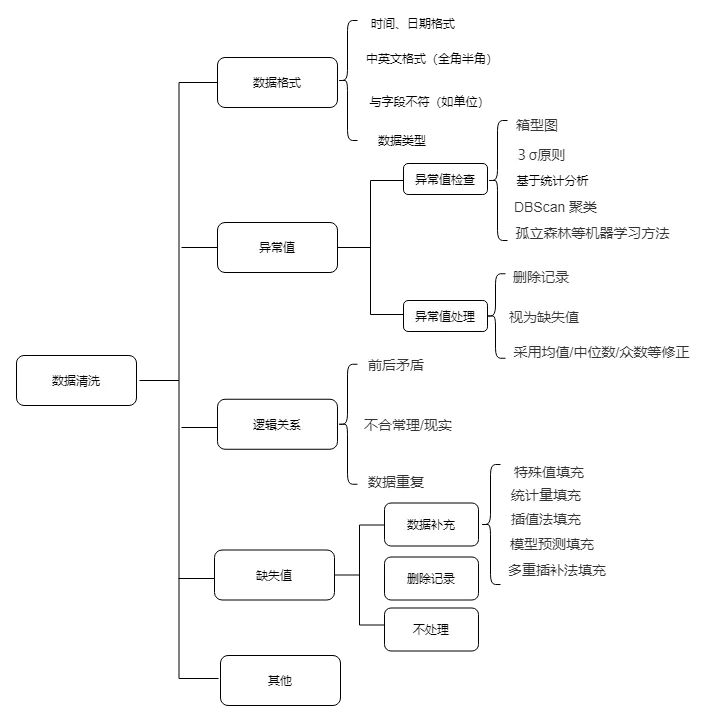 数据清洗
数据格式
时间、日期格式
中英文格式（全角半角）
与字段不符（如单位）
数据类型
异常值
异常值检查
箱型图
3σ原则
基于统计分析
DBScan 聚类
孤立森林等机器学习方法
异常值处理
删除记录
视为缺失值
采用均值/中位数/众数等修正
逻辑关系
前后矛盾
不合常理/现实
数据重复
缺失值
数据补充
特殊值填充
统计量填充
插值法填充
模型预测填充
多重插补法填充
删除记录
不处理
其他